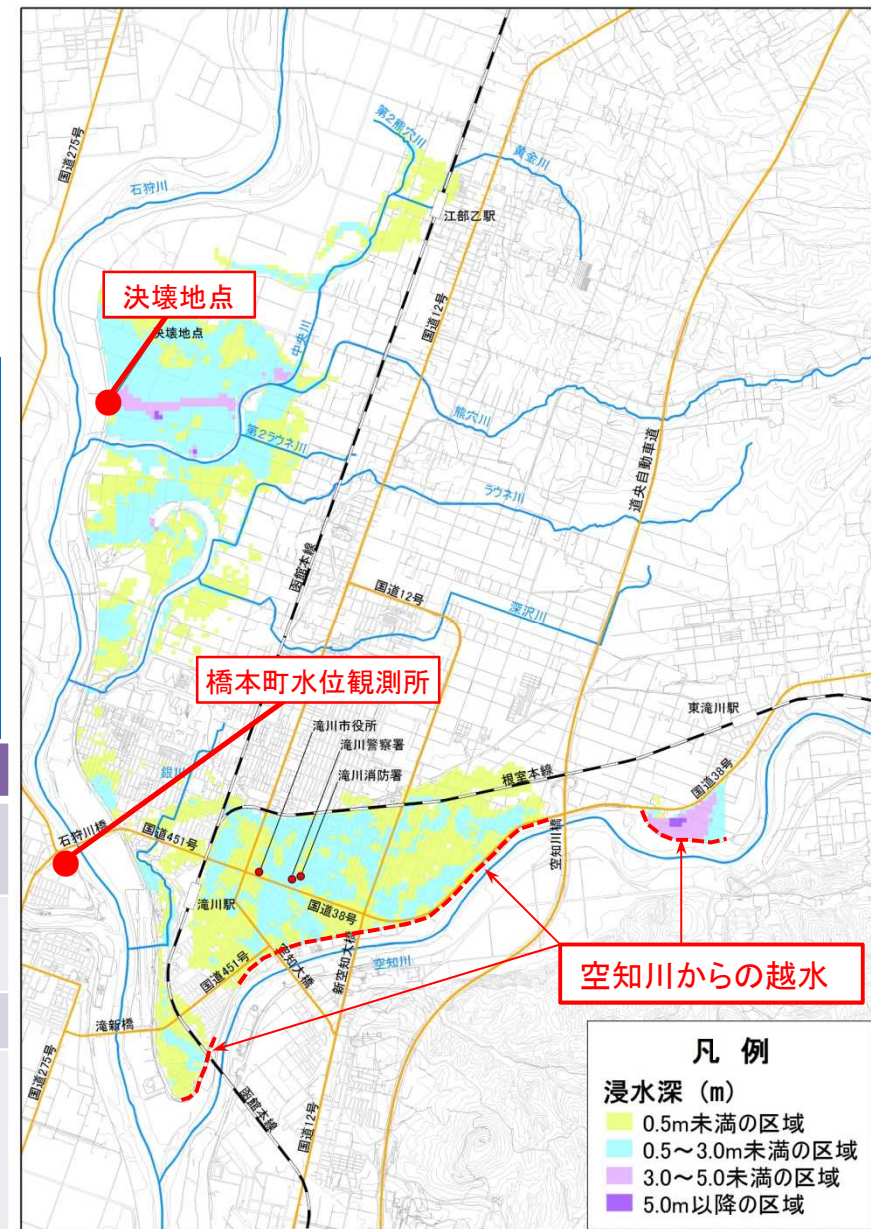 国道275号
石狩川
第2熊穴川
黄金川
江部乙駅
国道12号
決壊地点
決壊地点
中央川
熊穴川
第2ラウネ川
道央自動車道
ラウネ川
函館本線
国道12号
深沢川
橋本町水位観測所
東滝川駅
滝川市役所
滝川警察署
滝川消防署
銀川
根室本線
国道38号
石狩川橋
国道451号
空知川橋
滝川駅
国道38号
空知大橋
新空知大橋
空知川
国道451号
空知川からの越水
滝新橋
国道275号
函館本線
国道12号
凡 例
浸水深 (m)
0.5m未満の区域
0.5～3.0m未満の区域
3.0～5.0未満の区域
5.0m以降の区域